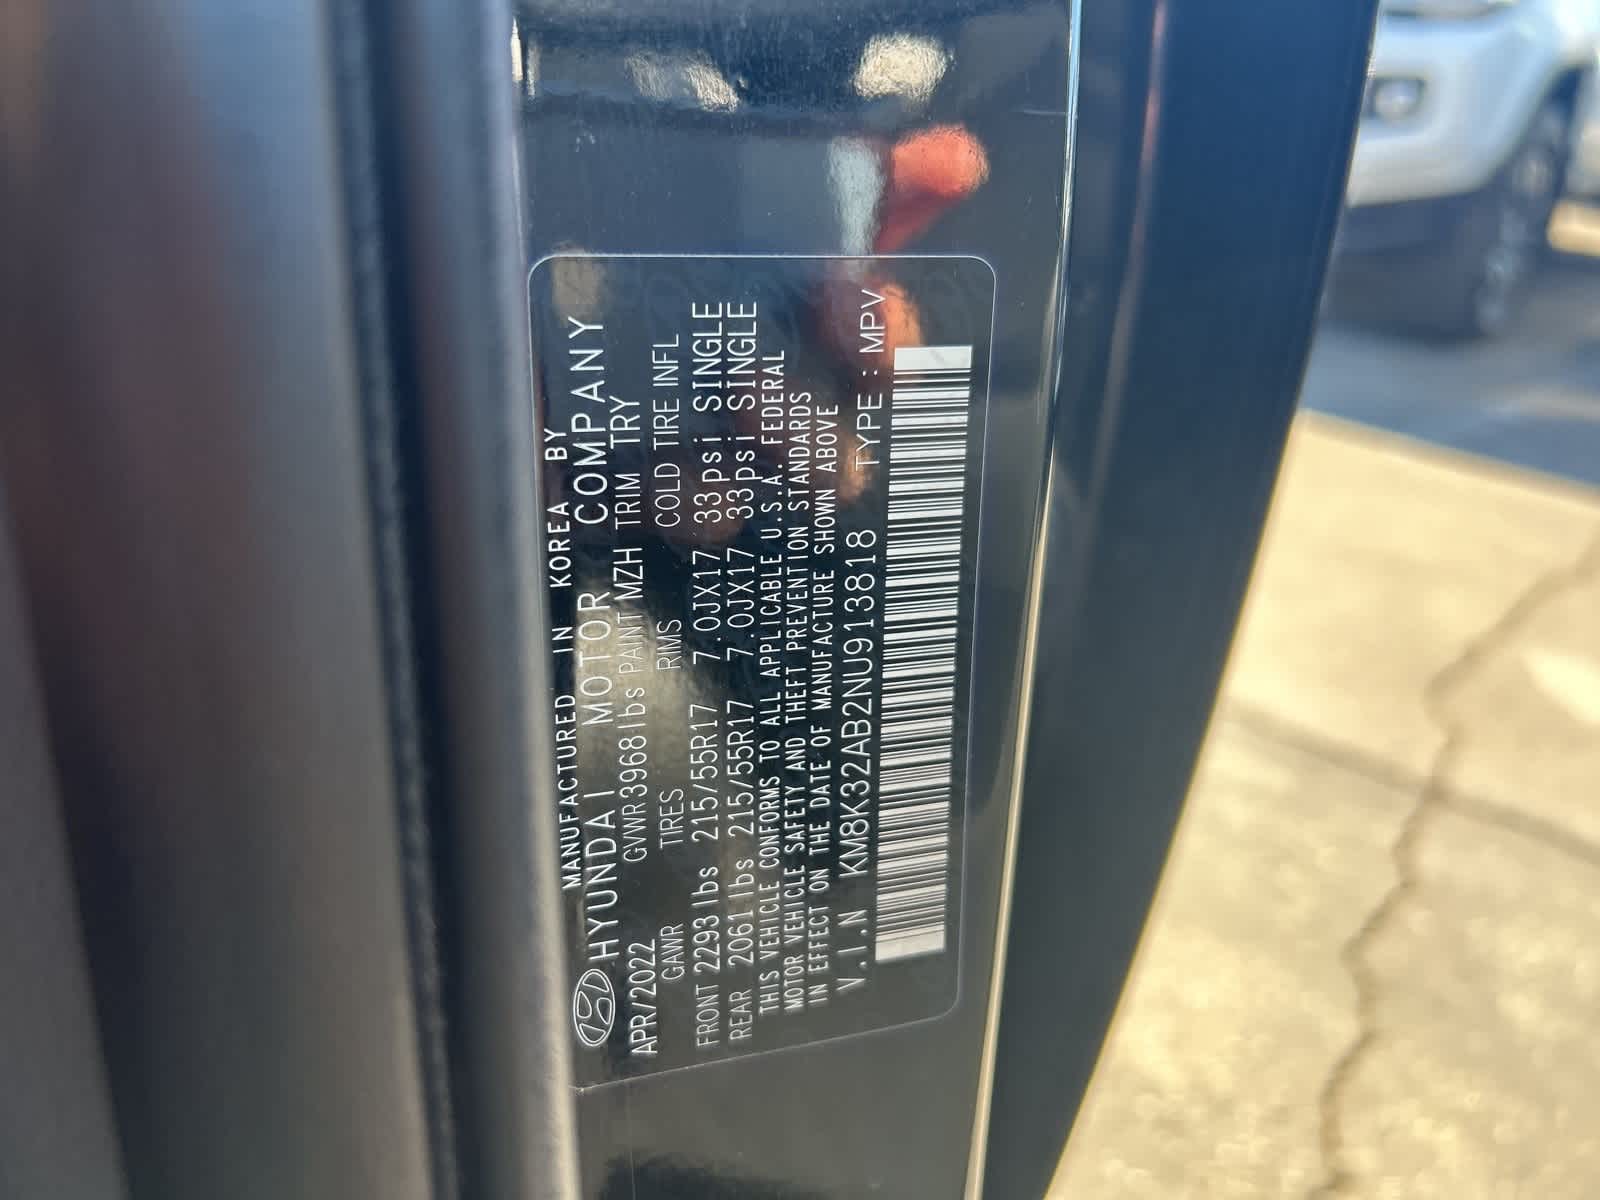 MANUFACTURED IN KOREA BY
HYUNDAI MOTOR COMPANY
APR/2022 GVWR3968lbs PAINT MZH TRIM TRY
GAWR TIRES RIMS COLD TIRE INFL
FRONT 2293lbs 215/55R17 7.0JX17 33psi SINGLE
REAR 2061lbs 215/55R17 7.0JX17 33psi SINGLE
THIS VEHICLE CONFORMS TO ALL APPLICABLE U.S.A. FEDERAL
MOTOR VEHICLE SAFETY AND THEFT PREVENTION STANDARDS
IN EFFECT ON THE DATE OF MANUFACTURE SHOWN ABOVE
V.I.N KM8K32AB2NU913818 TYPE : MPV